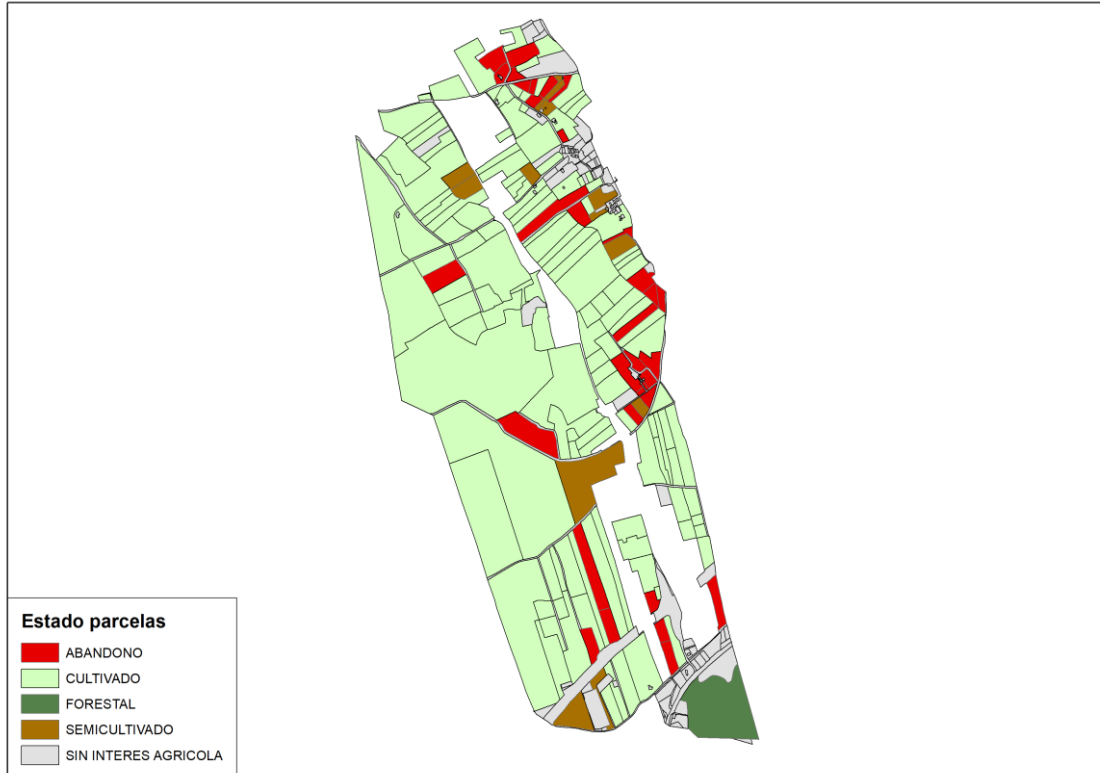 Estado parcelas
ABANDONO
CULTIVADO
FORESTAL
SEMICULTIVADO
SIN INTERES AGRICOLA